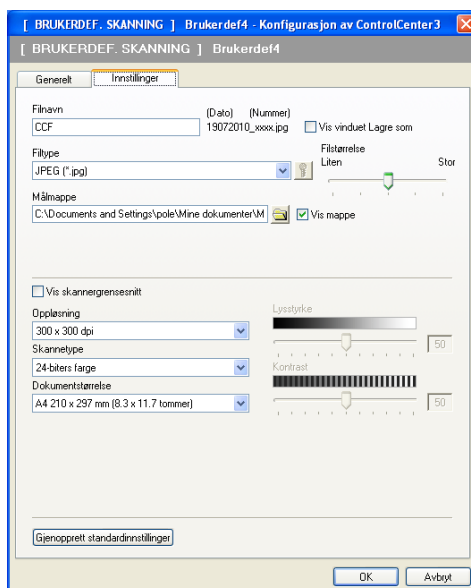 [ BRUKERDEF. SKANNING ] Brukerdef4 - Konfigurasjon av ControlCenter3
[ BRUKERDEF. SKANNING ] Brukerdef4
Generelt Innstillinger
Filnavn
(Dato) (Nummer)
CCF 19072010_xxxx.jpg Vis vinduet Lagre som
Filtype Filstørrelse
Liten Stor
JPEG (*.jpg)
Målmappe
C:\Documents and Settings\pole\Mine dokumenter\M Vis mappe
Vis skannergrensesnitt
Oppløsning Lysstyrke
300 x 300 dpi 50
Skannetype
24-biters farge Kontrast
Dokumentstørrelse
A4 210 x 297 mm (8.3 x 11.7 tommer) 50
Gjenopprett standardinnstillinger
OK Avbryt